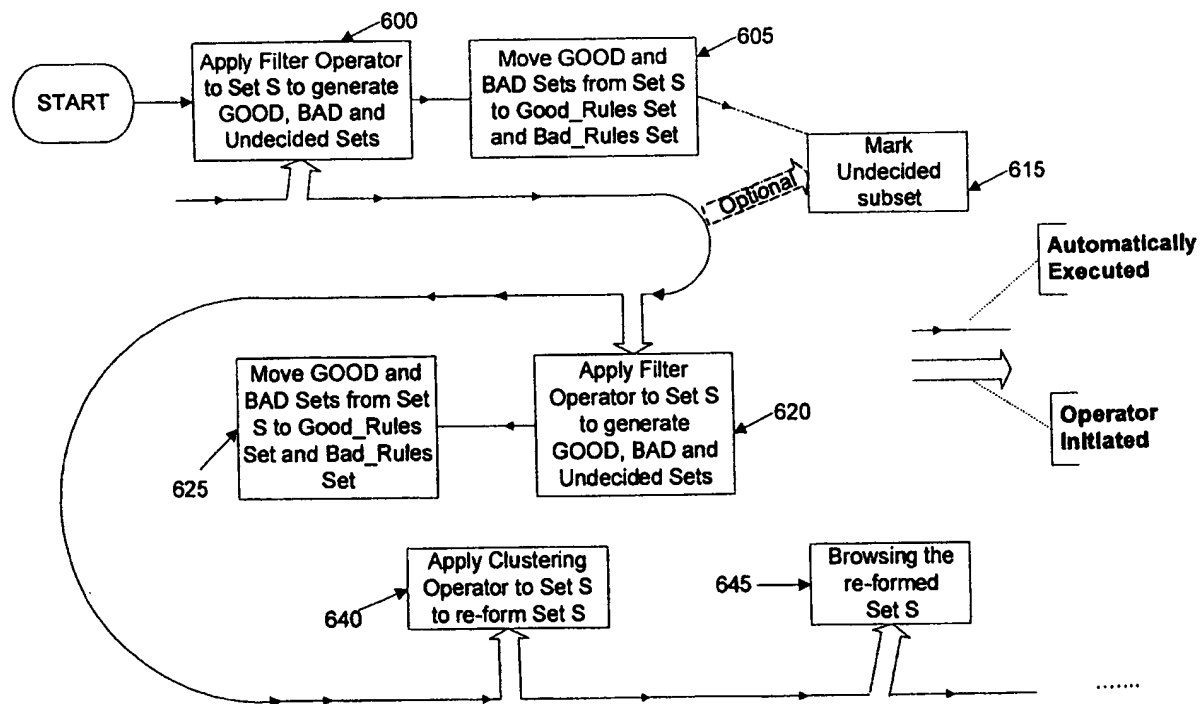 START
600
Apply Filter Operator
to Set S to generate
GOOD, BAD and
Undecided Sets
605
Move GOOD and
BAD Sets from Set S
to Good_Rules Set
and Bad_Rules Set
Optional
Mark
Undecided
subset
615
Automatically
Executed
Operator
Initiated
Move GOOD and
BAD Sets from Set
S to Good_Rules
Set and Bad_Rules
Set
625
Apply Filter
Operator to Set S
to generate
GOOD, BAD and
Undecided Sets
620
Apply Clustering
Operator to Set S
to re-form Set S
640
Browsing the
re-formed
Set S
645
.......